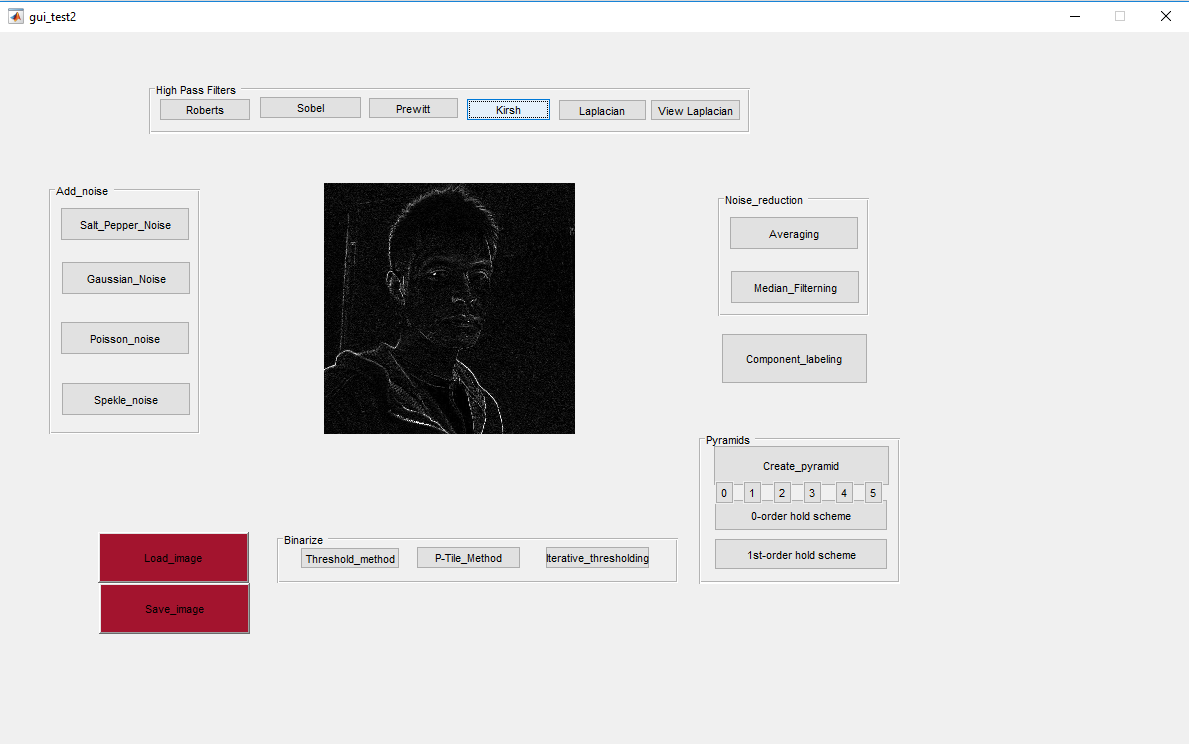 gui_test2
High Pass Filters
Roberts
Sobel
Prewitt
Kirsh
Laplacian
View Laplacian
Add_noise
Salt_Pepper_Noise
Gaussian_Noise
Poisson_noise
Spekle_noise
Noise_reduction
Averaging
Median_Filterning
Component_labeling
Pyramids
Create_pyramid
0 1 2 3 4 5
0-order hold scheme
1st-order hold scheme
Load_image
Save_image
Binarize
Threshold_method
P-Tile_Method
Iterative_thresholding